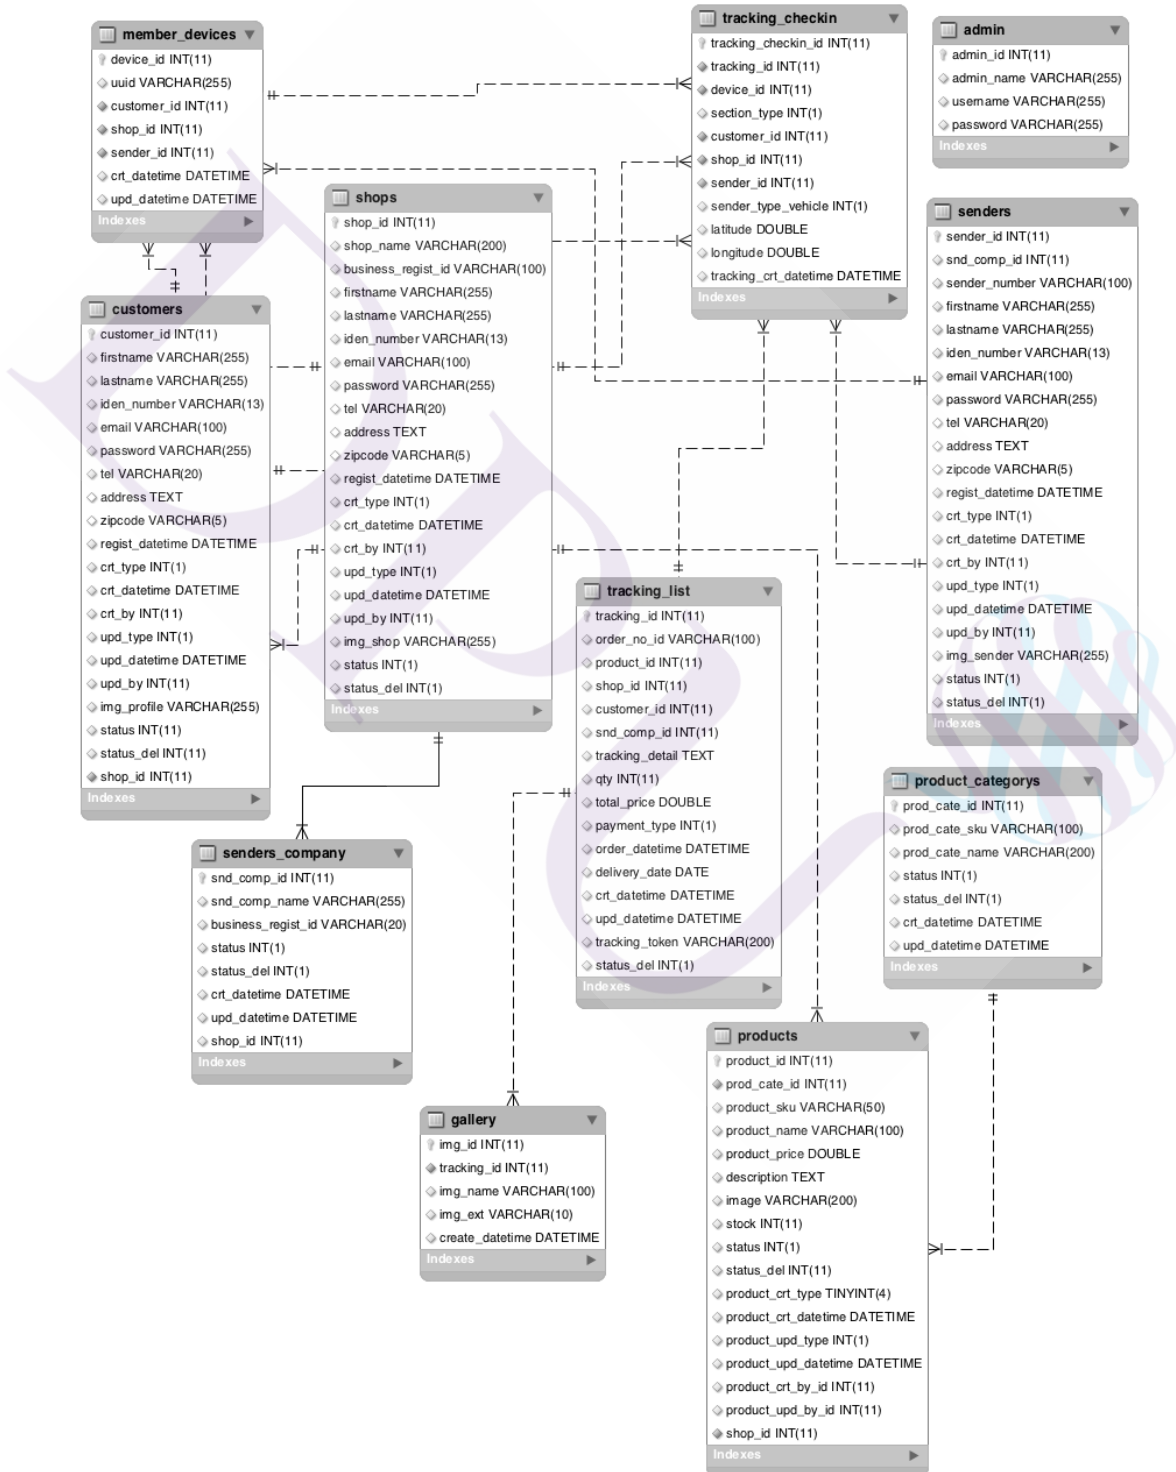 member_devices
device_id INT(11)
uuid VARCHAR(255)
customer_id INT(11)
shop_id INT(11)
sender_id INT(11)
crt_datetime DATETIME
upd_datetime DATETIME
Indexes
tracking_checkin
tracking_checkin_id INT(11)
tracking_id INT(11)
device_id INT(11)
section_type INT(1)
customer_id INT(11)
shop_id INT(11)
sender_id INT(11)
sender_type_vehicle INT(1)
latitude DOUBLE
longitude DOUBLE
tracking_crt_datetime DATETIME
Indexes
admin
admin_id INT(11)
admin_name VARCHAR(255)
username VARCHAR(255)
password VARCHAR(255)
Indexes
shops
shop_id INT(11)
shop_name VARCHAR(200)
business_regist_id VARCHAR(100)
firstname VARCHAR(255)
lastname VARCHAR(255)
iden_number VARCHAR(13)
email VARCHAR(100)
password VARCHAR(255)
tel VARCHAR(20)
address TEXT
zipcode VARCHAR(5)
regist_datetime DATETIME
crt_type INT(1)
crt_datetime DATETIME
crt_by INT(11)
upd_type INT(1)
upd_datetime DATETIME
upd_by INT(11)
img_shop VARCHAR(255)
status INT(1)
status_del INT(1)
Indexes
senders
sender_id INT(11)
snd_comp_id INT(11)
sender_number VARCHAR(100)
firstname VARCHAR(255)
lastname VARCHAR(255)
iden_number VARCHAR(13)
email VARCHAR(100)
password VARCHAR(255)
tel VARCHAR(20)
address TEXT
zipcode VARCHAR(5)
regist_datetime DATETIME
crt_type INT(1)
crt_datetime DATETIME
crt_by INT(11)
upd_type INT(1)
upd_datetime DATETIME
upd_by INT(11)
img_sender VARCHAR(255)
status INT(1)
status_del INT(1)
Indexes
customers
customer_id INT(11)
firstname VARCHAR(255)
lastname VARCHAR(255)
iden_number VARCHAR(13)
email VARCHAR(100)
password VARCHAR(255)
tel VARCHAR(20)
address TEXT
zipcode VARCHAR(5)
regist_datetime DATETIME
crt_type INT(1)
crt_datetime DATETIME
crt_by INT(11)
upd_type INT(1)
upd_datetime DATETIME
upd_by INT(11)
img_profile VARCHAR(255)
status INT(11)
status_del INT(11)
shop_id INT(11)
Indexes
tracking_list
tracking_id INT(11)
order_no_id VARCHAR(100)
product_id INT(11)
shop_id INT(11)
customer_id INT(11)
snd_comp_id INT(11)
tracking_detail TEXT
qty INT(11)
total_price DOUBLE
payment_type INT(1)
order_datetime DATETIME
delivery_date DATE
crt_datetime DATETIME
upd_datetime DATETIME
tracking_token VARCHAR(200)
status_del INT(1)
Indexes
product_categorys
prod_cate_id INT(11)
prod_cate_sku VARCHAR(100)
prod_cate_name VARCHAR(200)
status INT(1)
status_del INT(1)
crt_datetime DATETIME
upd_datetime DATETIME
Indexes
senders_company
snd_comp_id INT(11)
snd_comp_name VARCHAR(255)
business_regist_id VARCHAR(20)
status INT(1)
status_del INT(1)
crt_datetime DATETIME
upd_datetime DATETIME
shop_id INT(11)
Indexes
products
product_id INT(11)
prod_cate_id INT(11)
product_sku VARCHAR(50)
product_name VARCHAR(100)
product_price DOUBLE
description TEXT
image VARCHAR(200)
stock INT(11)
status INT(1)
status_del INT(11)
product_crt_type TINYINT(4)
product_crt_datetime DATETIME
product_upd_type INT(1)
product_upd_datetime DATETIME
product_crt_by_id INT(11)
product_upd_by_id INT(11)
shop_id INT(11)
Indexes
gallery
img_id INT(11)
tracking_id INT(11)
img_name VARCHAR(100)
img_ext VARCHAR(10)
create_datetime DATETIME
Indexes